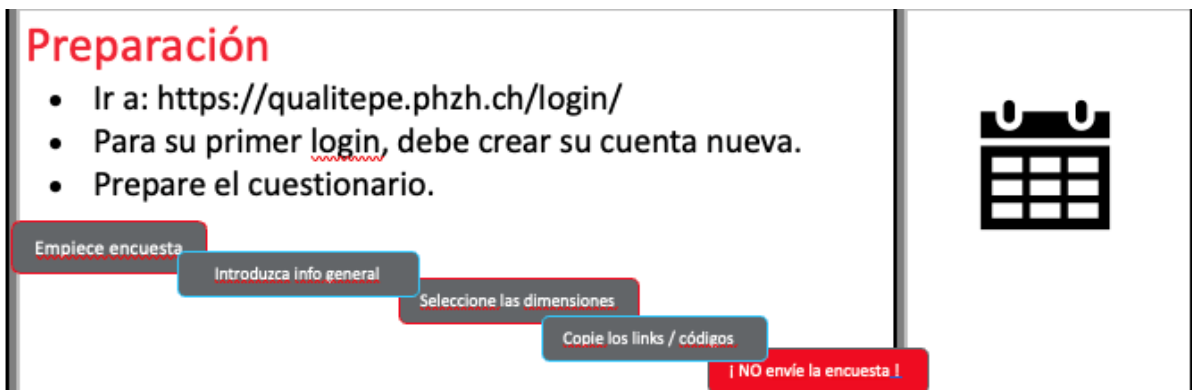 Preparación
• Ir a: https://qualitepe.phzh.ch/login/
• Para su primer login, debe crear su cuenta nueva.
• Prepare el cuestionario.
Empiece encuesta
Introduzca info general
Seleccione las dimensiones
Copie los links / códigos
¡ NO envíe la encuesta !